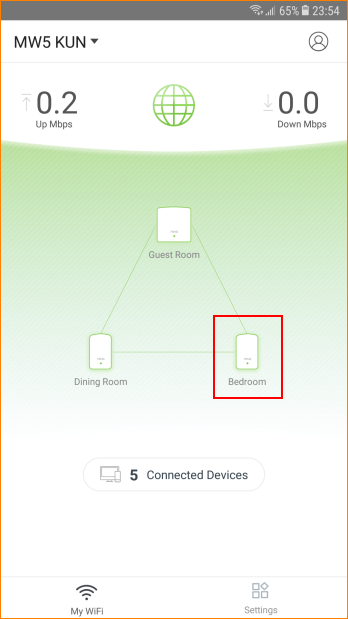 65% 23:54
MW5 KUN
0.2
Up Mbps
0.0
Down Mbps
Guest Room
Dining Room
Bedroom
5 Connected Devices
My WiFi
Settings